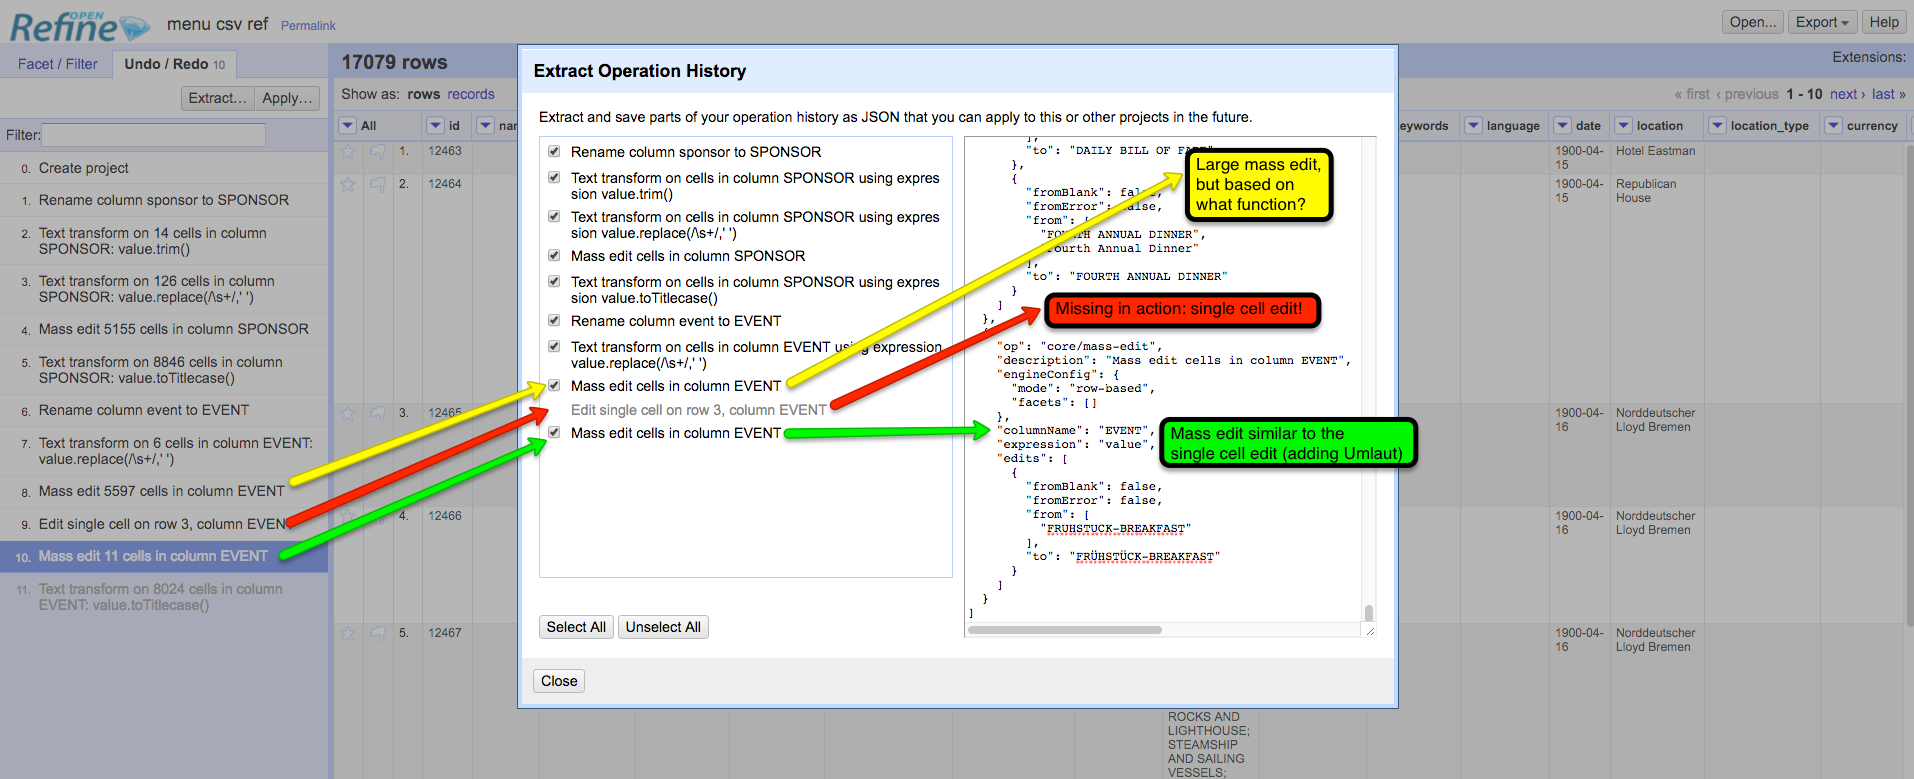 OPEN
Refine
menu csv ref
Permalink
Open...
Export
Help
Facet / Filter
Undo / Redo 10
Extract...
Apply...
Filter:
0. Create project
1. Rename column sponsor to SPONSOR
2. Text transform on 14 cells in column
SPONSOR: value.trim()
3. Text transform on 126 cells in column
SPONSOR: value.replace(/\s+/,' ')
4. Mass edit 5155 cells in column SPONSOR
5. Text transform on 8846 cells in column
SPONSOR: value.toTitlecase()
6. Rename column event to EVENT
7. Text transform on 6 cells in column EVENT:
value.replace(/\s+/,' ')
8. Mass edit 5597 cells in column EVENT
9. Edit single cell on row 3, column EVENT
10. Mass edit 11 cells in column EVENT
11. Text transform on 8024 cells in column
EVENT: value.toTitlecase()
17079 rows
Extensions:
Show as: rows records
« first ‹ previous 1 - 10 next › last »
All
id
language
date
location
location_type
currency
1. 12463
1900-04-
15
Hotel Eastman
2. 12464
1900-04-
15
Republican
House
3. 12465
1900-04-
16
Norddeutscher
Lloyd Bremen
4. 12466
1900-04-
16
Norddeutscher
Lloyd Bremen
5. 12467
1900-04-
16
Norddeutscher
Lloyd Bremen
ROCKS AND
LIGHTHOUSE;
STEAMSHIP
AND SAILING
VESSELS;
Extract Operation History
Extract and save parts of your operation history as JSON that you can apply to this or other projects in the future.
Rename column sponsor to SPONSOR
Text transform on cells in column SPONSOR using expres
sion value.trim()
Text transform on cells in column SPONSOR using expres
sion value.replace(/\s+/,' ')
Mass edit cells in column SPONSOR
Text transform on cells in column SPONSOR using expres
sion value.toTitlecase()
Rename column event to EVENT
Text transform on cells in column EVENT using expression
value.replace(/\s+/,' ')
Mass edit cells in column EVENT
Edit single cell on row 3, column EVENT
Mass edit cells in column EVENT
Select All
Unselect All
Close
],
"to": "DAILY BILL OF
},
{
"fromBlank": false,
"fromError": false,
"from": [
"FOURTH ANNUAL DINNER",
"Fourth Annual Dinner"
],
"to": "FOURTH ANNUAL DINNER"
}
]
},
"op": "core/mass-edit",
"description": "Mass edit cells in column EVENT",
"engineConfig": {
"mode": "row-based",
"facets": []
},
"columnName": "EVENT",
"expression": "value",
"edits": [
{
"fromBlank": false,
"fromError": false,
"from": [
"FRUHSTUCK-BREAKFAST"
],
"to": "FRÜHSTÜCK-BREAKFAST"
}
]
}
]
Large mass edit,
but based on
what function?
Missing in action: single cell edit!
Mass edit similar to the
single cell edit (adding Umlaut)